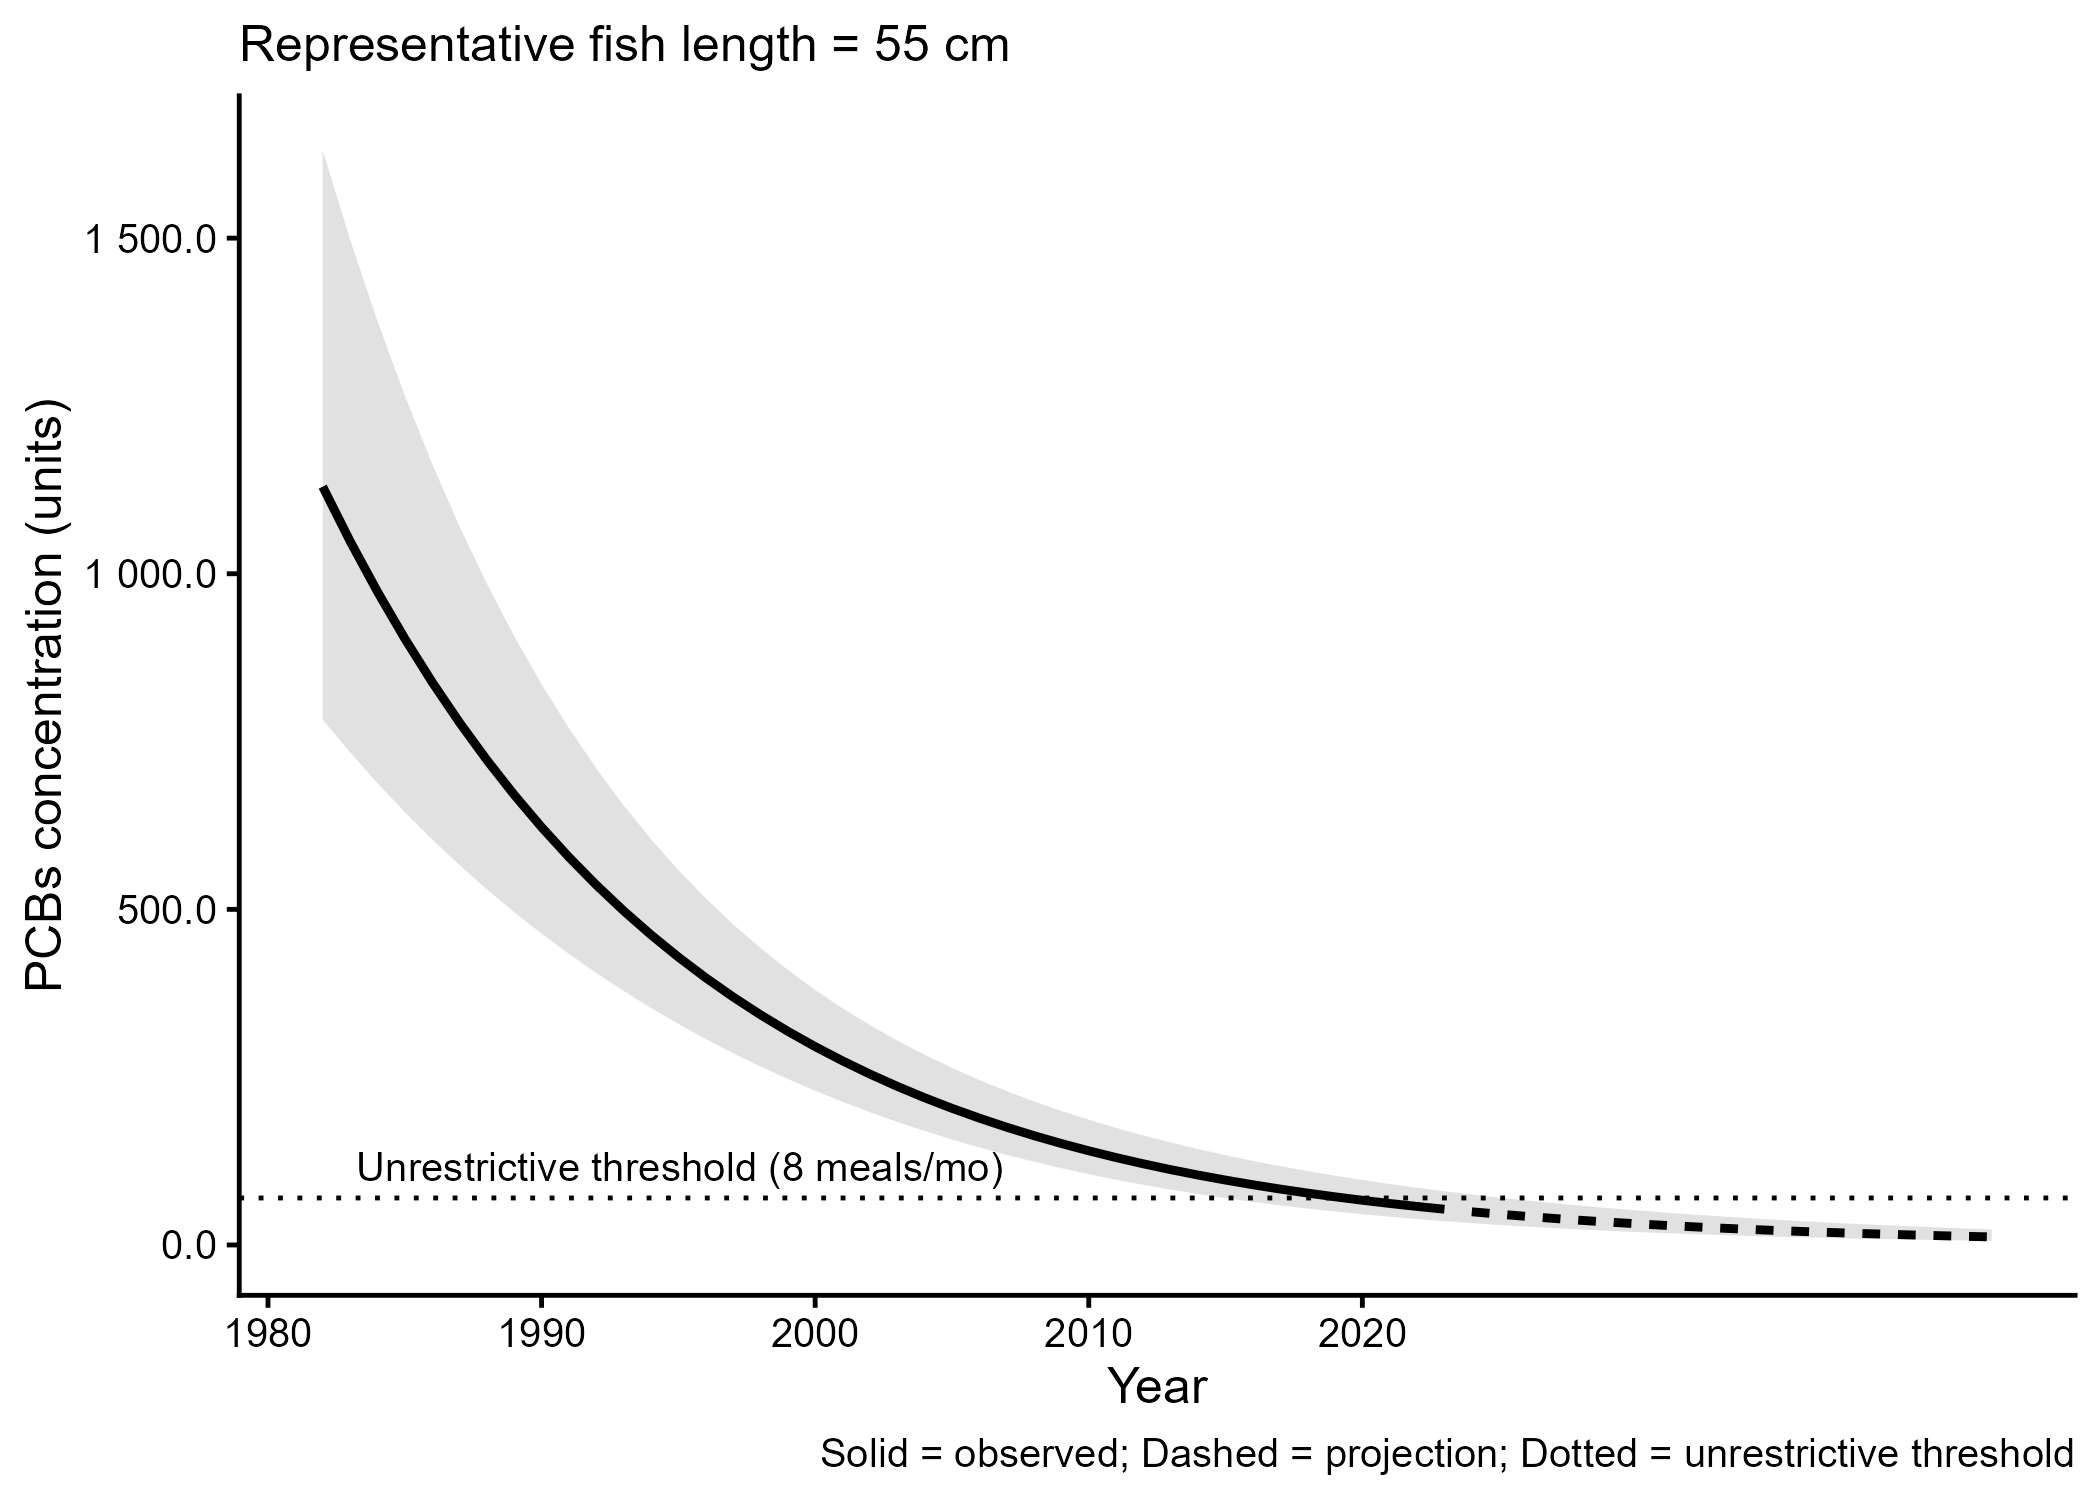 Representative fish length = 55 cm
PCBs concentration (units)
1 500.0
1 000.0
500.0
0.0
Unrestrictive threshold (8 meals/mo)
1980 1990 2000 2010 2020
Year
Solid = observed; Dashed = projection; Dotted = unrestrictive threshold